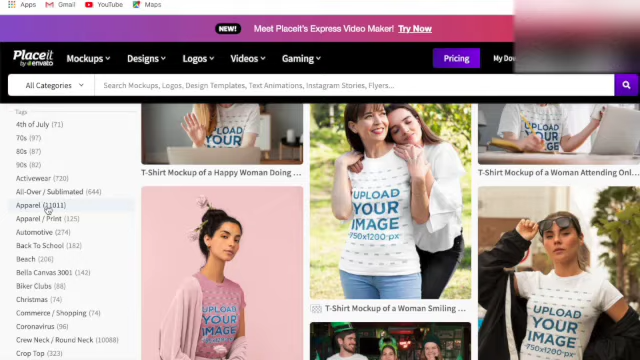 Apps Gmail YouTube Maps
NEW! Meet Placeit's Express Video Maker! Try Now
Placeit by envato Mockups Designs Logos Videos Gaming Pricing My Dow
All Categories Search Mockups, Logos, Design Templates, Text Animations, Instagram Stories, Flyers...
Tags
4th of July (71)
70s (97)
80s (87)
90s (82)
Activewear (720)
All-Over / Sublimated (644)
Apparel (11011)
Apparel / Print (125)
Automotive (274)
Back To School (182)
Beach (206)
Bella Canvas 3001 (142)
Biker Clubs (88)
Christmas (74)
Commerce / Shopping (74)
Coronavirus (96)
Crew Neck / Round Neck (10088)
Crop Top (323)
UPLOAD
YOUR
T-Shirt Mockup of a Happy Woman Doing ...
UPLOAD
YOUR
IMAGE
UPLOAD
YOUR
IMAGE
750x1200 px
T-Shirt Mockup of a Woman Smiling ...
T-Shirt Mockup of a Woman Attending Onl...
UPLOAD
YOUR
IMAGE